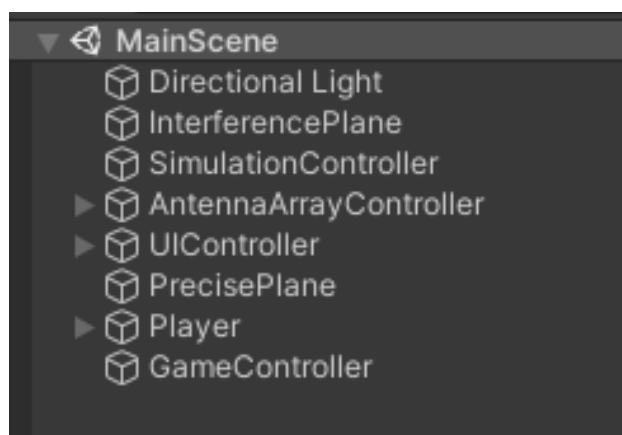 MainScene
Directional Light
InterferencePlane
SimulationController
AntennaArrayController
UIController
PrecisePlane
Player
GameController